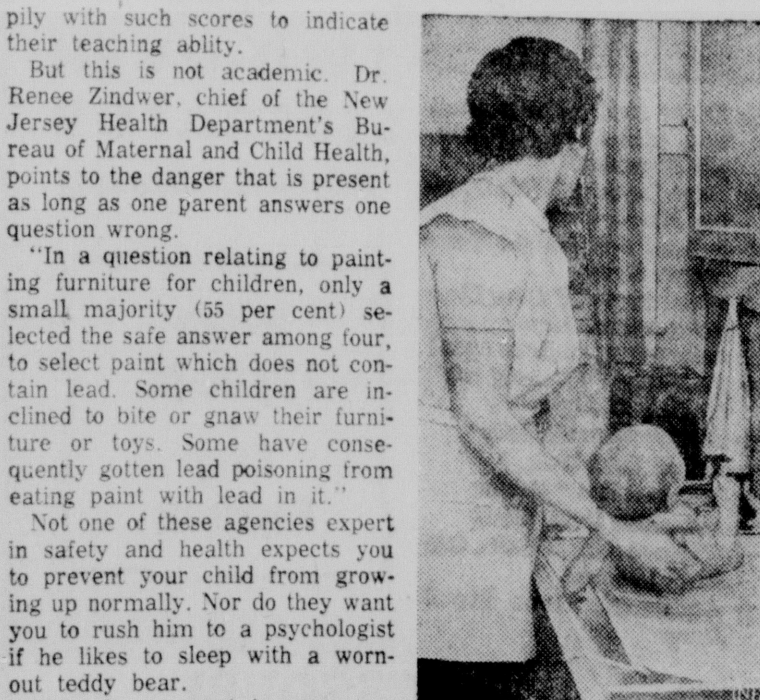 pily with such scores to indicate
their teaching ablity.
But this is not academic. Dr.
Renee Zindwer, chief of the New
Jersey Health Department's Bu-
reau of Maternal and Child Health,
points to the danger that is present
as long as one parent answers one
question wrong.
"In a question relating to paint-
ing furniture for children, only a
small majority (55 per cent) se-
lected the safe answer among four,
to select paint which does not con-
tain lead. Some children are in-
clined to bite or gnaw their furni-
ture or toys. Some have conse-
quently gotten lead poisoning from
eating paint with lead in it."
Not one of these agencies expert
in safety and health expects you
to prevent your child from grow-
ing up normally. Nor do they want
you to rush him to a psychologist
if he likes to sleep with a worn-
out teddy bear.